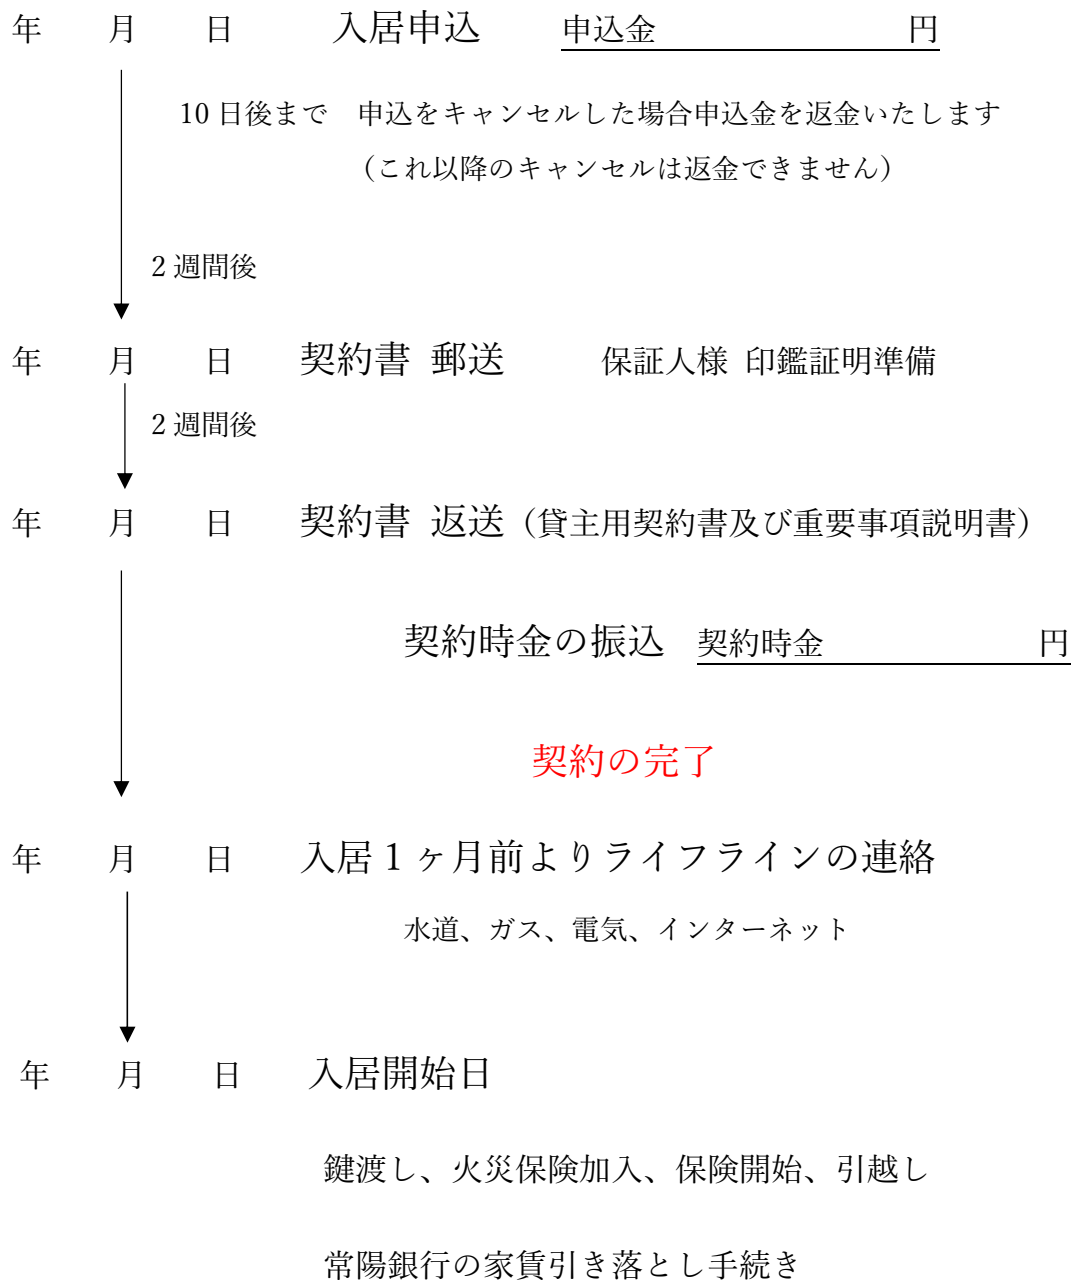 年 月 日 入居申込 申込金 円
10日後まで 申込をキャンセルした場合申込金を返金いたします
(これ以降のキャンセルは返金できません)
2週間後
年 月 日 契約書 郵送 保証人様 印鑑証明準備
2週間後
年 月 日 契約書 返送 (貸主用契約書及び重要事項説明書)
契約時金の振込 契約時金 円
契約の完了
年 月 日 入居1ヶ月前よりライフラインの連絡
水道、ガス、電気、インターネット
年 月 日 入居開始日
鍵渡し、火災保険加入、保険開始、引越し
常陽銀行の家賃引き落とし手続き